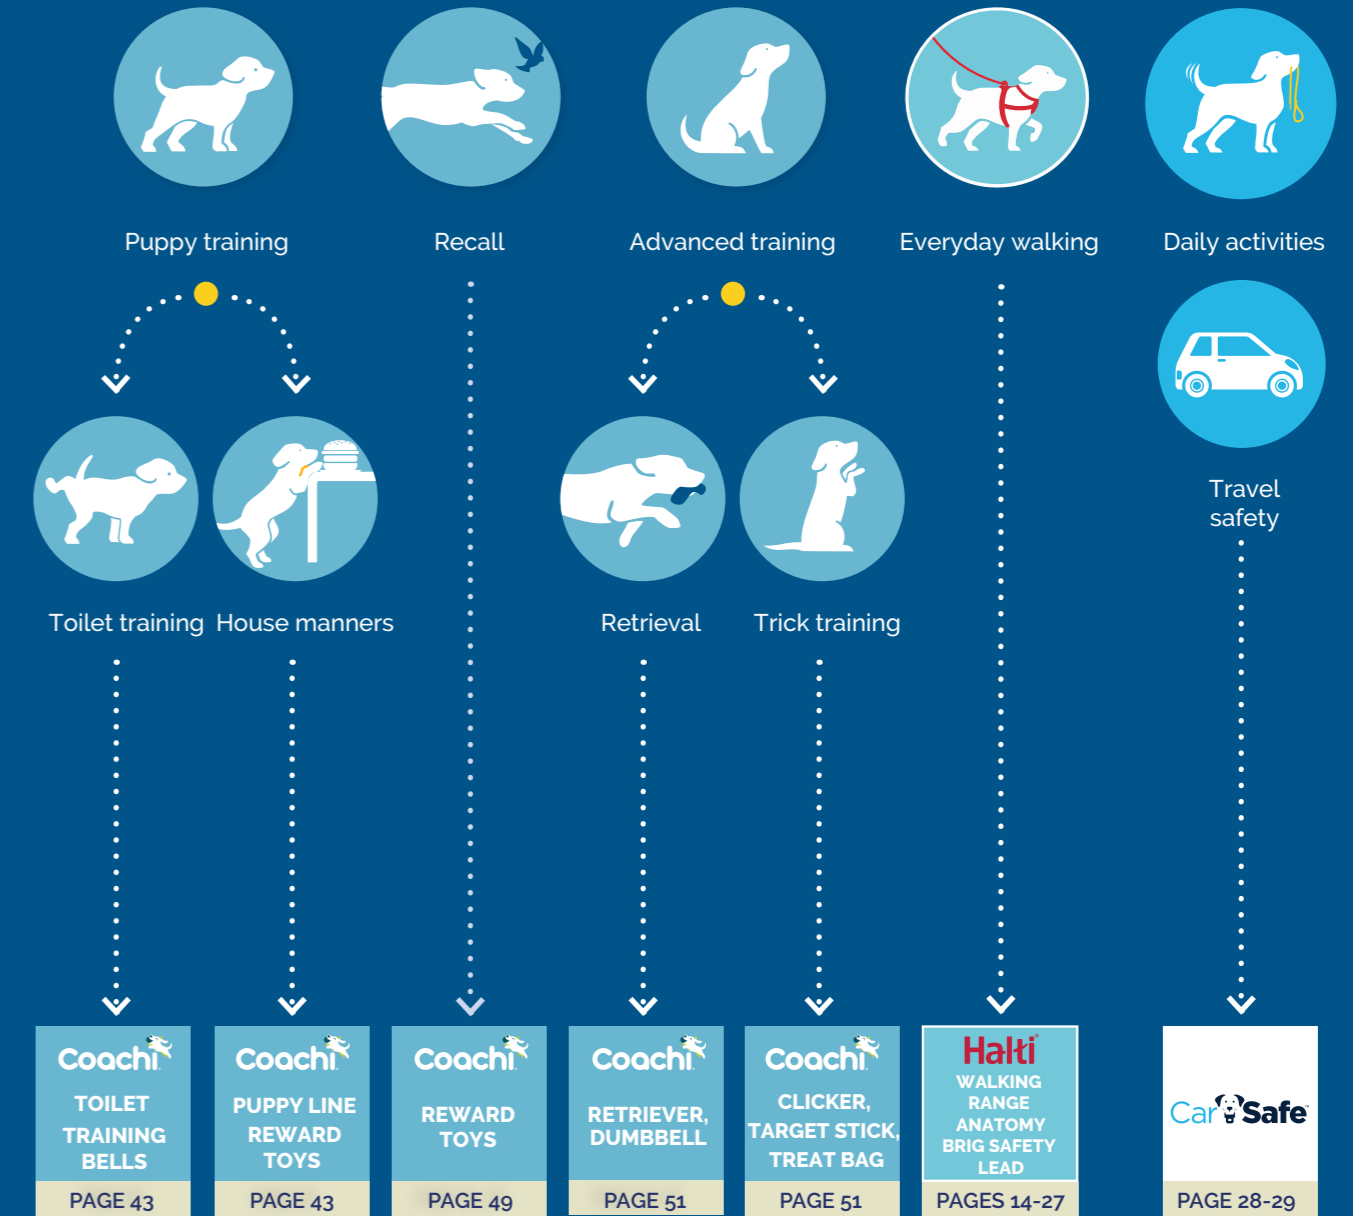 Puppy training
Recall
Advanced training
Everyday walking
Daily activities
Travel
safety
Toilet training
House manners
Retrieval
Trick training
Coachi
TOILET
TRAINING
BELLS
PAGE 43
Coachi
PUPPY LINE
REWARD
TOYS
PAGE 43
Coachi
REWARD
TOYS
PAGE 49
Coachi
RETRIEVER,
DUMBBELL
PAGE 51
Coachi
CLICKER,
TARGET STICK,
TREAT BAG
PAGE 51
Halti
WALKING
RANGE
ANATOMY
BRIG SAFETY
LEAD
PAGES 14-27
CarSafe™
PAGE 28-29